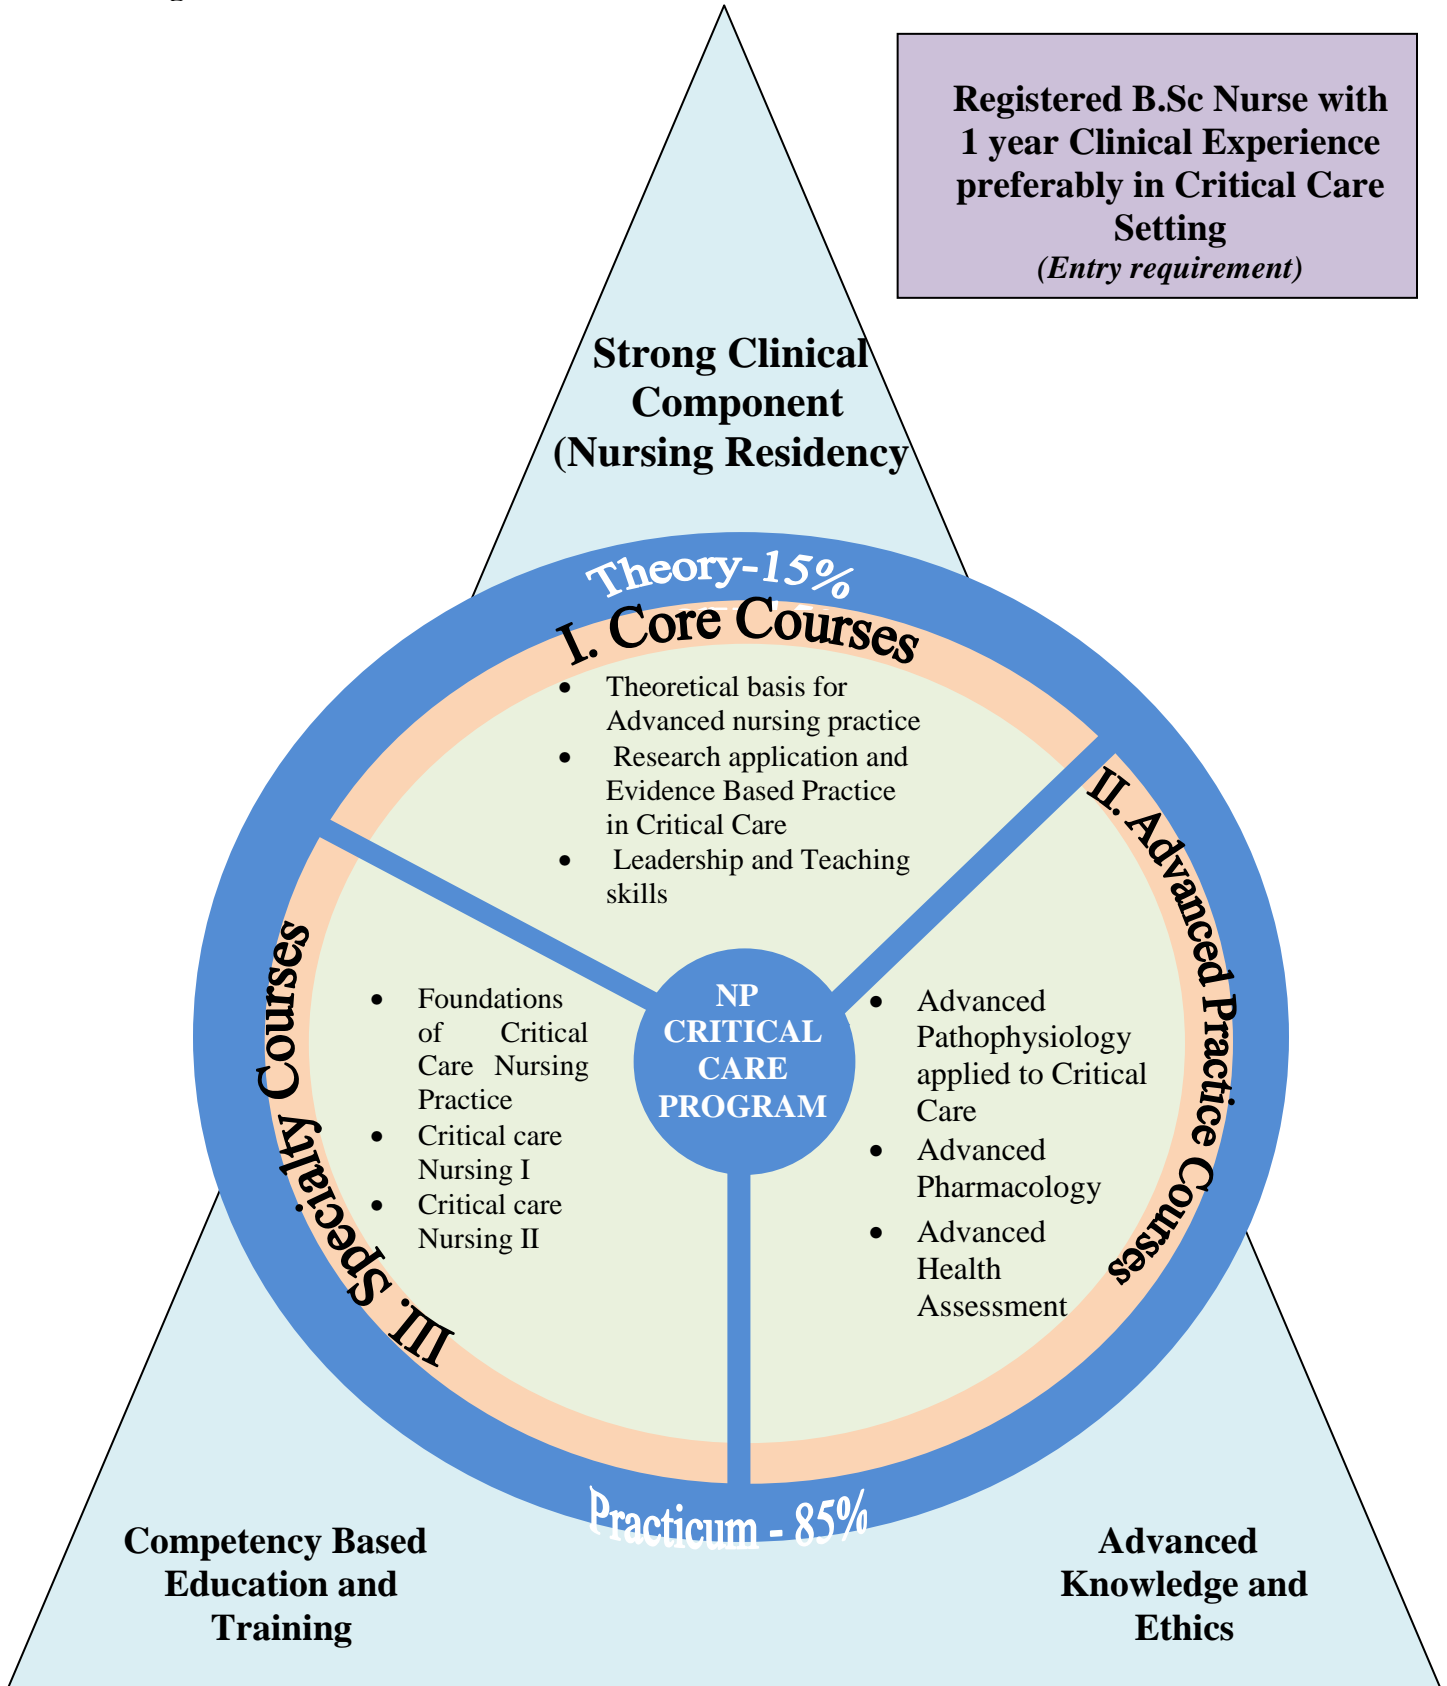 Registered B.Sc Nurse with
1 year Clinical Experience
preferably in Critical Care
Setting
(Entry requirement)
Strong Clinical
Component
(Nursing Residency
Theory-15%
I. Core Courses
• Theoretical basis for
Advanced nursing practice
• Research application and
Evidence Based Practice
in Critical Care
• Leadership and Teaching
skills
II. Advanced Practice Courses
• Advanced
Pathophysiology
applied to Critical
Care
• Advanced
Pharmacology
• Advanced
Health
Assessment
III. Specialty Courses
• Foundations
of Critical
Care Nursing
Practice
• Critical care
Nursing I
• Critical care
Nursing II
NP
CRITICAL
CARE
PROGRAM
Practicum - 85%
Competency Based
Education and
Training
Advanced
Knowledge and
Ethics